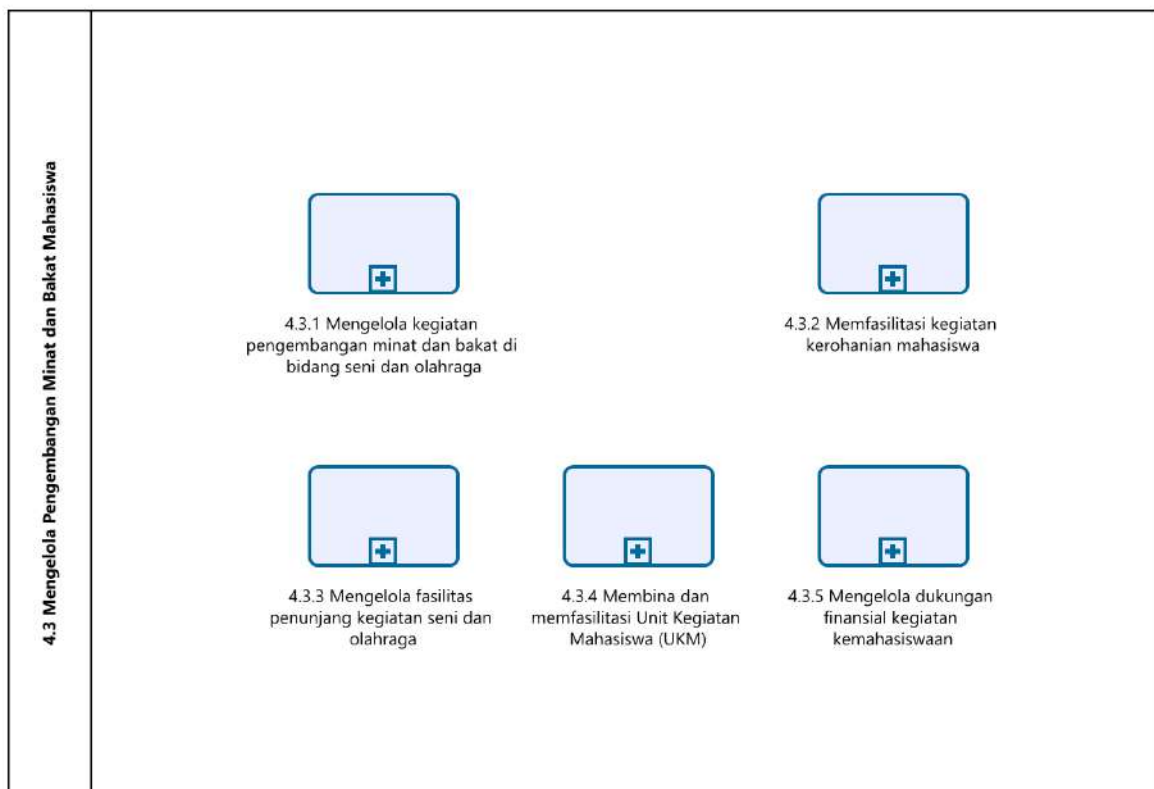 4.3 Mengelola Pengembangan Minat dan Bakat Mahasiswa
4.3.1 Mengelola kegiatan
pengembangan minat dan bakat di
bidang seni dan olahraga
4.3.2 Memfasilitasi kegiatan
kerohanian mahasiswa
4.3.3 Mengelola fasilitas
penunjang kegiatan seni dan
olahraga
4.3.4 Membina dan
memfasilitasi Unit Kegiatan
Mahasiswa (UKM)
4.3.5 Mengelola dukungan
finansial kegiatan
kemahasiswaan